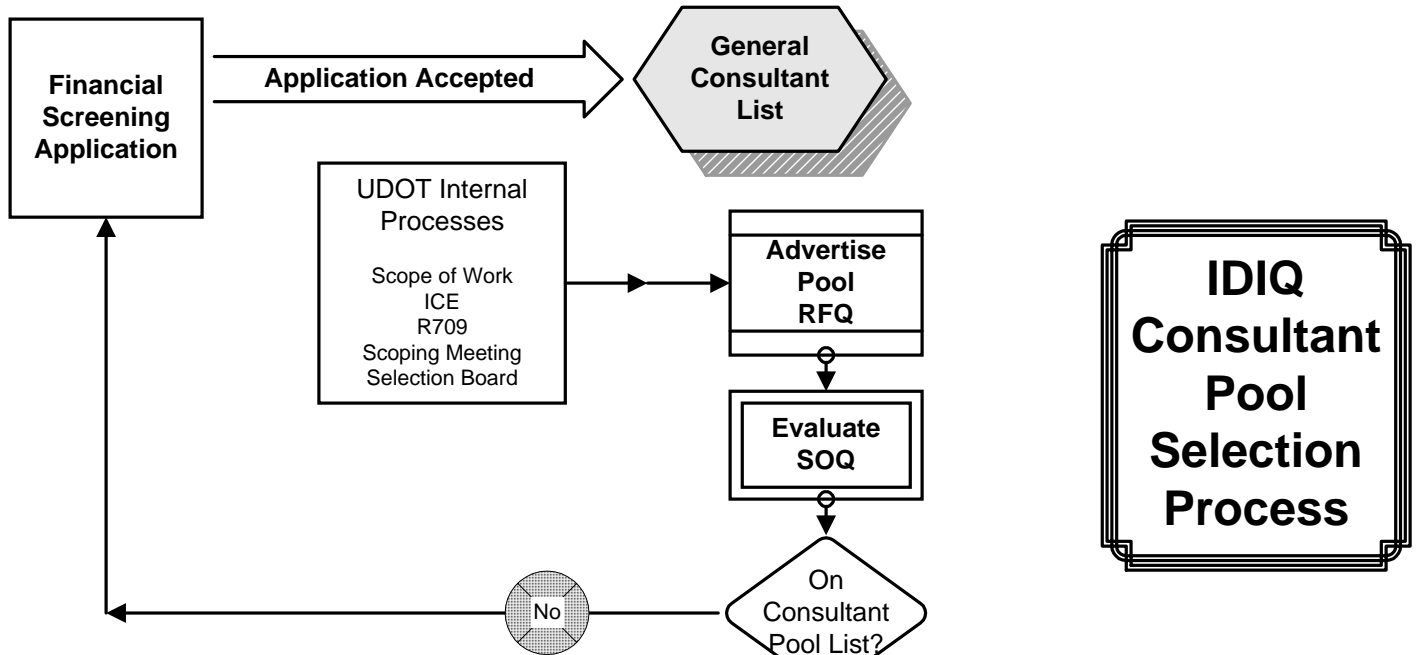 Financial
Screening
Application
Application Accepted
General
Consultant
List
UDOT Internal
Processes
Scope of Work
ICE
R709
Scoping Meeting
Selection Board
Advertise
Pool
RFQ
Evaluate
SOQ
On
Consultant
Pool List?
No
IDIQ
Consultant
Pool
Selection
Process